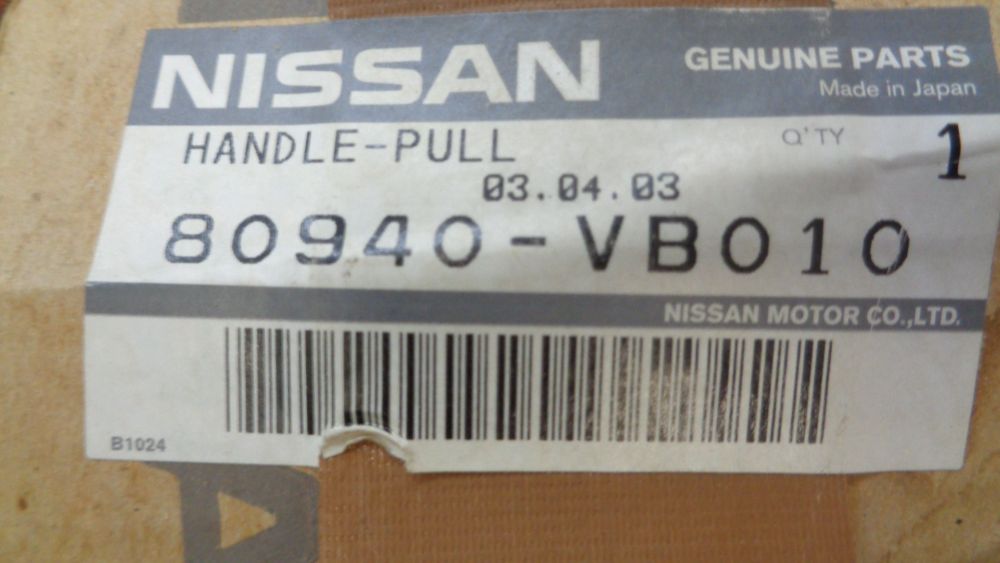 NISSAN
GENUINE PARTS
Made in Japan
HANDLE-PULL
Q'TY 1
03.04.03
80940-VB010
NISSAN MOTOR CO.,LTD.
B1024